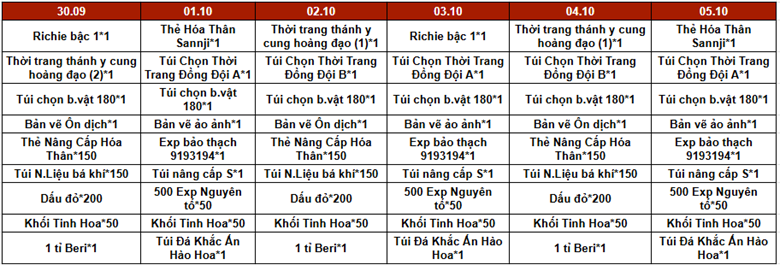 30.09 01.10 02.10 03.10 04.10 05.10
Richie bậc 1*1 Thẻ Hóa Thân Sannji*1 Thời trang thánh y cung hoàng đạo (1)*1 Richie bậc 1*1 Thời trang thánh y cung hoàng đạo (1)*1 Thẻ Hóa Thân Sannji*1
Thời trang thánh y cung hoàng đạo (2)*1 Túi Chọn Thời Trang Đồng Đội A*1 Túi Chọn Thời Trang Đồng Đội B*1 Túi Chọn Thời Trang Đồng Đội A*1 Túi Chọn Thời Trang Đồng Đội B*1 Túi Chọn Thời Trang Đồng Đội A*1
Túi chọn b.vật 180*1 Túi chọn b.vật 180*1 Túi chọn b.vật 180*1 Túi chọn b.vật 180*1 Túi chọn b.vật 180*1 Túi chọn b.vật 180*1
Bản vẽ Ôn dịch*1 Bản vẽ ảo ảnh*1 Bản vẽ Ôn dịch*1 Bản vẽ ảo ảnh*1 Bản vẽ Ôn dịch*1 Bản vẽ ảo ảnh*1
Thẻ Nâng Cấp Hóa Thân*150 Exp bảo thạch 9193194*1 Thẻ Nâng Cấp Hóa Thân*150 Exp bảo thạch 9193194*1 Thẻ Nâng Cấp Hóa Thân*150 Exp bảo thạch 9193194*1
Túi N.Liệu bá khí*150 Túi nâng cấp S*1 Túi N.Liệu bá khí*150 Túi nâng cấp S*1 Túi N.Liệu bá khí*150 Túi nâng cấp S*1
Dấu đỏ*200 500 Exp Nguyên tố*50 Dấu đỏ*200 500 Exp Nguyên tố*50 Dấu đỏ*200 500 Exp Nguyên tố*50
Khối Tinh Hoa*50 Khối Tinh Hoa*50 Khối Tinh Hoa*50 Khối Tinh Hoa*50 Khối Tinh Hoa*50 Khối Tinh Hoa*50
1 tỉ Beri*1 Túi Đá Khắc Ấn Hào Hoa*1 1 tỉ Beri*1 Túi Đá Khắc Ấn Hào Hoa*1 1 tỉ Beri*1 Túi Đá Khắc Ấn Hào Hoa*1